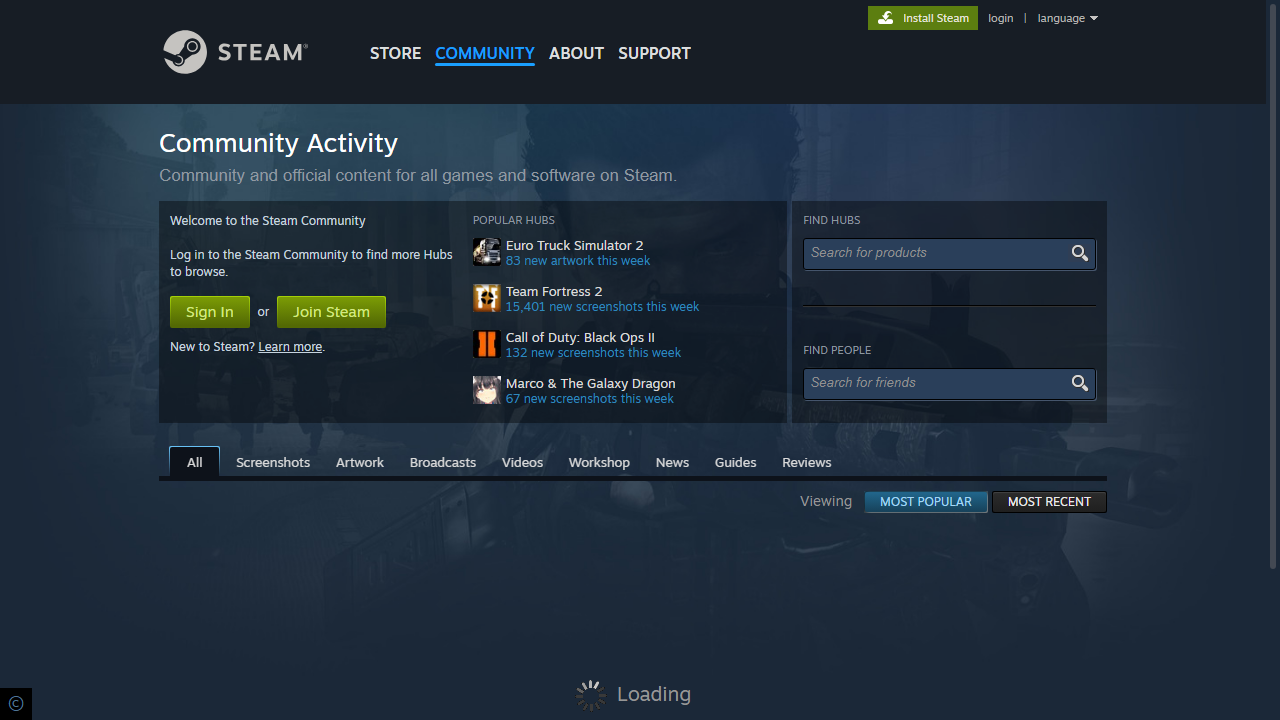 Install Steam
login | language
STEAM®
STORE COMMUNITY ABOUT SUPPORT
Community Activity
Community and official content for all games and software on Steam.
Welcome to the Steam Community
Log in to the Steam Community to find more Hubs
to browse.
Sign In or Join Steam
New to Steam? Learn more.
POPULAR HUBS
Euro Truck Simulator 2
83 new artwork this week
Team Fortress 2
15,401 new screenshots this week
Call of Duty: Black Ops II
132 new screenshots this week
Marco & The Galaxy Dragon
67 new screenshots this week
FIND HUBS
Search for products
FIND PEOPLE
Search for friends
All Screenshots Artwork Broadcasts Videos Workshop News Guides Reviews
Viewing MOST POPULAR MOST RECENT
Loading
©